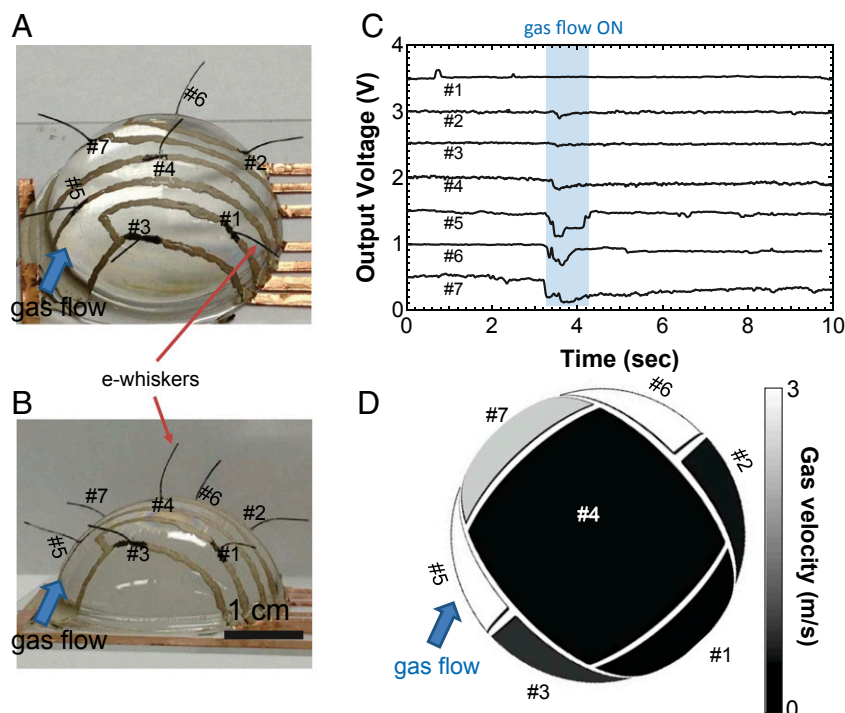 A
#6
#7
#4
#2
#5
#3
#1
gas flow
e-whiskers
B
#4
#6
#7
#2
#5
#3
#1
1 cm
gas flow
C
gas flow ON
Output Voltage (V)
4
3
2
1
0
#1
#2
#3
#4
#5
#6
#7
0 2 4 6 8 10
Time (sec)
D
#6
#7
#2
#4
#5
gas flow
#3
#1
3
Gas velocity (m/s)
0